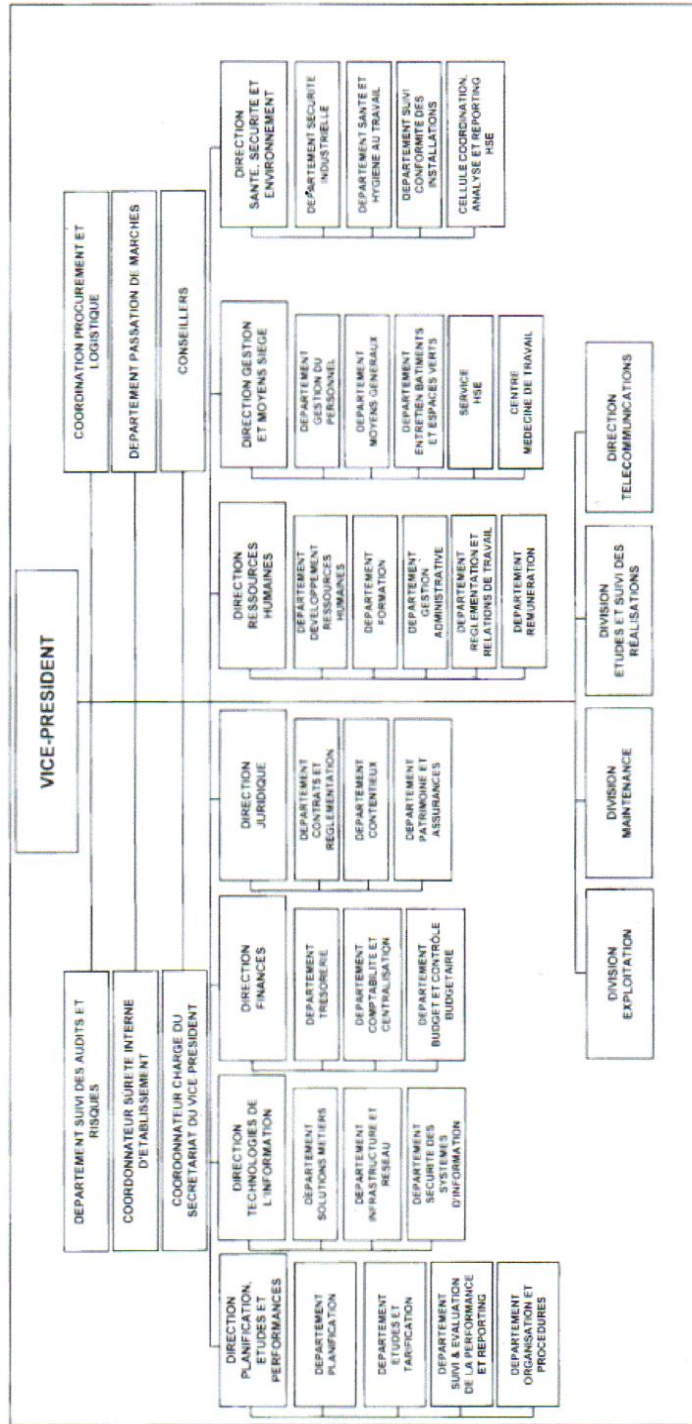 VICE-PRESIDENT
DEPARTEMENT SUIVI DES AUDITS ET
RISQUES
COORDONNATEUR SÛRETE INTERNE
D'ETABLISSEMENT
COORDONNATEUR CHARGE DU
SECRETARIAT DU VICE PRESIDENT
COORDINATION PROCUREMENT ET
LOGISTIQUE
DEPARTEMENT PASSATION DE MARCHES
CONSEILLERS
DIRECTION
PLANIFICATION,
ETUDES ET
PERFORMANCES
DEPARTEMENT
PLANIFICATION
DEPARTEMENT
ETUDES ET
TARIFICATION
DEPARTEMENT
SUIVI & EVALUATION
DE LA PERFORMANCE
ET REPORTING
DEPARTEMENT
ORGANISATION ET
PROCEDURES
DIRECTION
TECHNOLOGIES DE
L'INFORMATION
DEPARTEMENT
SOLUTIONS METIERS
DEPARTEMENT
INFRASTRUCTURE ET
RESEAU
DEPARTEMENT
SECURITE DES
SYSTEMES
D'INFORMATION
DIRECTION
FINANCES
DEPARTEMENT
TRESORERIE
DEPARTEMENT
COMPTABILITE ET
CENTRALISATION
DEPARTEMENT
BUDGET ET CONTRÔLE
BUDGETAIRE
DIRECTION
JURIDIQUE
DEPARTEMENT
CONTRATS ET
REGLEMENTATION
DEPARTEMENT
CONTENTIEUX
DEPARTEMENT
PATRIMOINE ET
ASSURANCES
DIRECTION
RESSOURCES
HUMAINES
DEPARTEMENT
DEVELOPPEMENT
RESSOURCES
HUMAINES
DEPARTEMENT
FORMATION
DEPARTEMENT
GESTION
ADMINISTRATIVE
DEPARTEMENT
REGLEMENTATION ET
RELATIONS DE TRAVAIL
DEPARTEMENT
REMUNERATION
DIRECTION GESTION
ET MOYENS SIEGE
DEPARTEMENT
GESTION DU
PERSONNEL
DEPARTEMENT
MOYENS GENERAUX
DEPARTEMENT
ENTRETIEN BATIMENTS
ET ESPACES VERTS
SERVICE
HSE
CENTRE
MEDECINE DE TRAVAIL
DIRECTION
SANTE, SECURITE ET
ENVIRONNEMENT
DEPARTEMENT SECURITE
INDUSTRIELLE
DEPARTEMENT SANTE ET
HYGIENE AU TRAVAIL
DEPARTEMENT SUIVI
CONFORMITE DES
INSTALLATIONS
CELLULE COORDINATION,
ANALYSE ET REPORTING
HSE
DIVISION
EXPLOITATION
DIVISION
MAINTENANCE
DIVISION
ETUDES ET SUIVI DES
RÉALISATIONS
DIRECTION
TELECOMMUNICATIONS